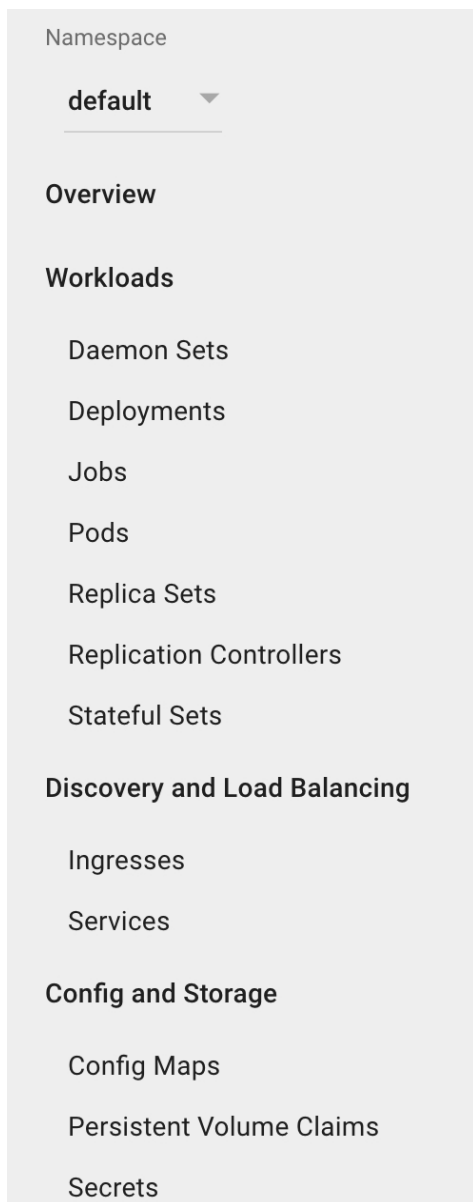 Namespace
default
Overview
Workloads
Daemon Sets
Deployments
Jobs
Pods
Replica Sets
Replication Controllers
Stateful Sets
Discovery and Load Balancing
Ingresses
Services
Config and Storage
Config Maps
Persistent Volume Claims
Secrets